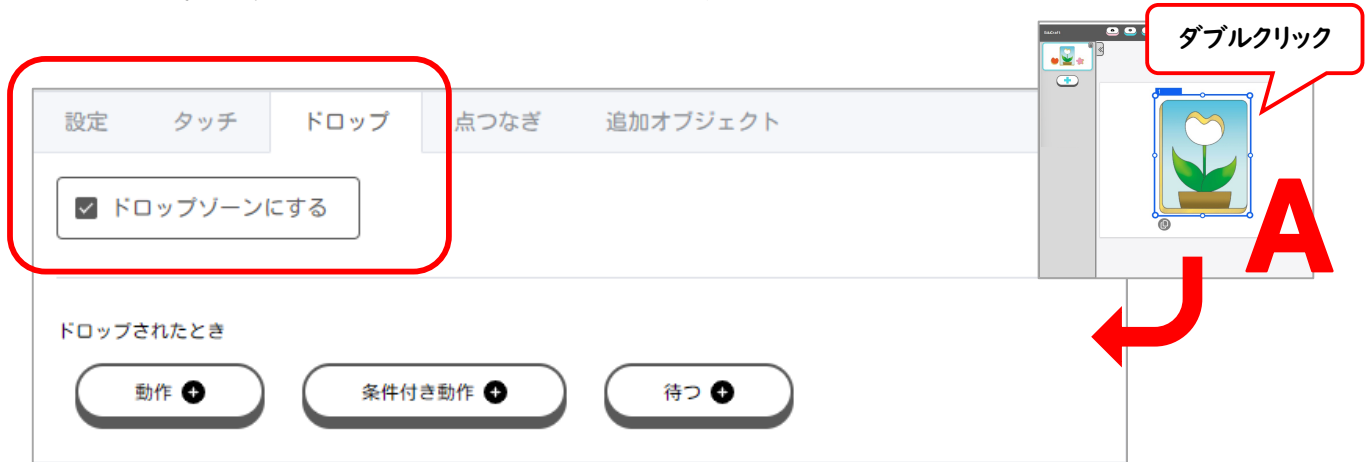 ダブルクリック
設定 タッチ ドロップ 点つなぎ 追加オブジェクト
ドロップゾーンにする
A
ドロップされたとき
動作 条件付き動作 待つ